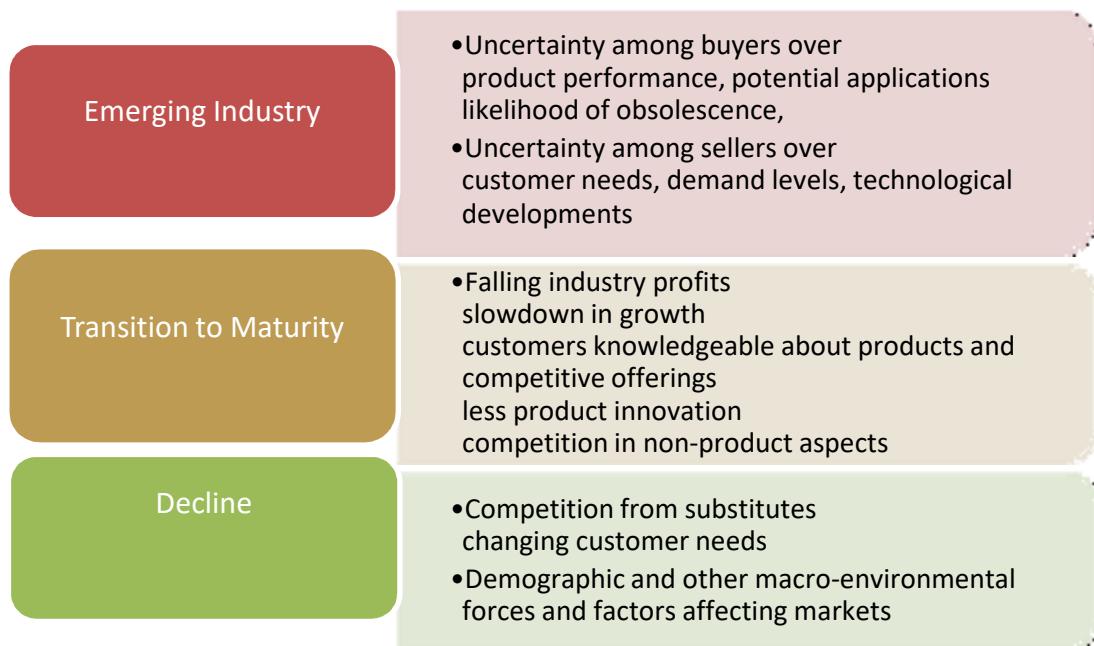 Emerging Industry
•Uncertainty among buyers over
product performance, potential applications
likelihood of obsolescence,
•Uncertainty among sellers over
customer needs, demand levels, technological
developments
Transition to Maturity
•Falling industry profits
slowdown in growth
customers knowledgeable about products and
competitive offerings
less product innovation
competition in non-product aspects
Decline
•Competition from substitutes
changing customer needs
•Demographic and other macro-environmental
forces and factors affecting markets